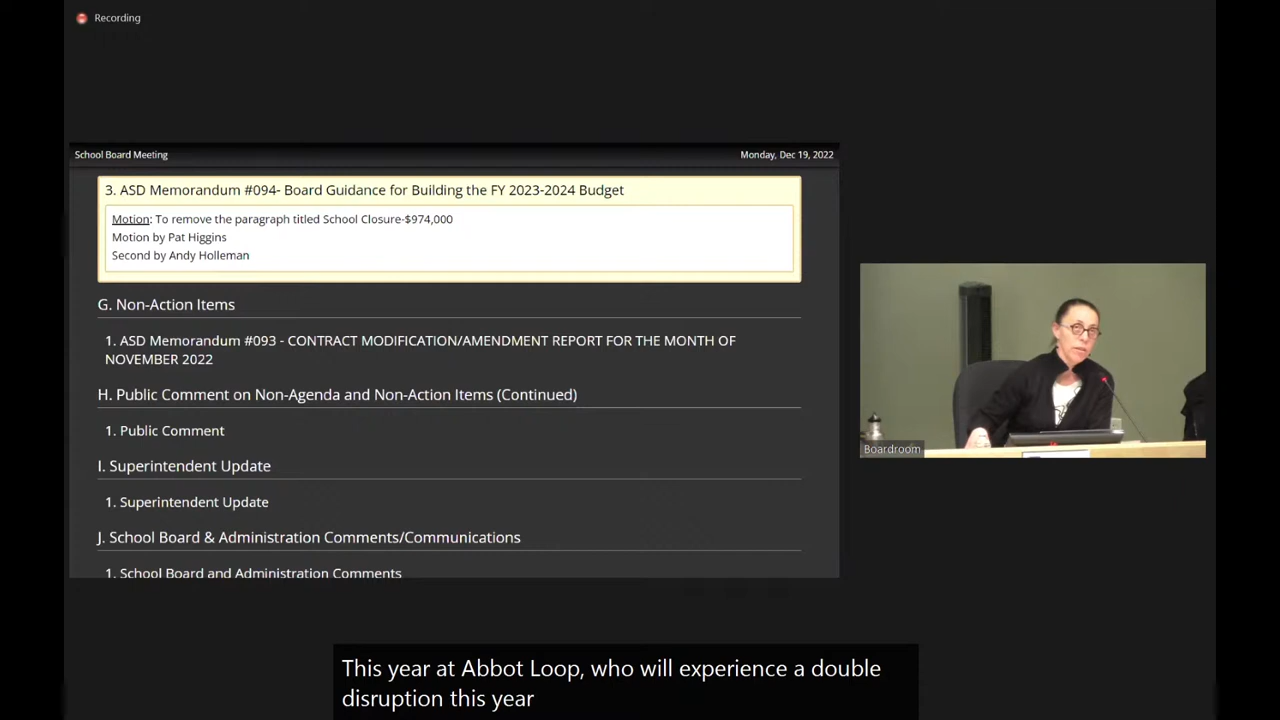 Recording
School Board Meeting
Monday, Dec 19, 2022
3. ASD Memorandum #094- Board Guidance for Building the FY 2023-2024 Budget
Motion: To remove the paragraph titled School Closure-$974,000
Motion by Pat Higgins
Second by Andy Holleman
G. Non-Action Items
1. ASD Memorandum #093 - CONTRACT MODIFICATION/AMENDMENT REPORT FOR THE MONTH OF
NOVEMBER 2022
H. Public Comment on Non-Agenda and Non-Action Items (Continued)
1. Public Comment
I. Superintendent Update
1. Superintendent Update
J. School Board & Administration Comments/Communications
1. School Board and Administration Comments
Boardroom
This year at Abbot Loop, who will experience a double
disruption this year